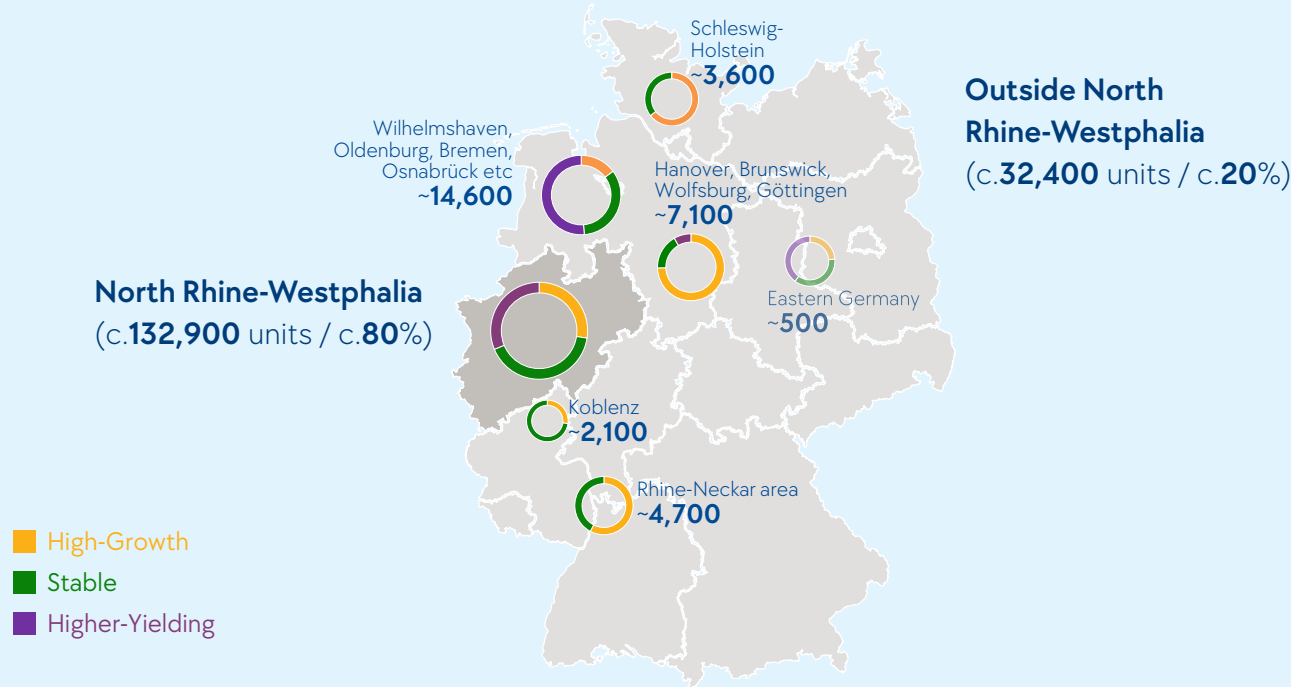 Schleswig-
Holstein
~3,600
Outside North
Rhine-Westphalia
(c.32,400 units / c.20%)
Wilhelmshaven,
Oldenburg, Bremen,
Osnabrück etc
~14,600
Hanover, Brunswick,
Wolfsburg, Göttingen
~7,100
North Rhine-Westphalia
(c.132,900 units / c.80%)
Eastern Germany
~500
Koblenz
~2,100
Rhine-Neckar area
~4,700
High-Growth
Stable
Higher-Yielding